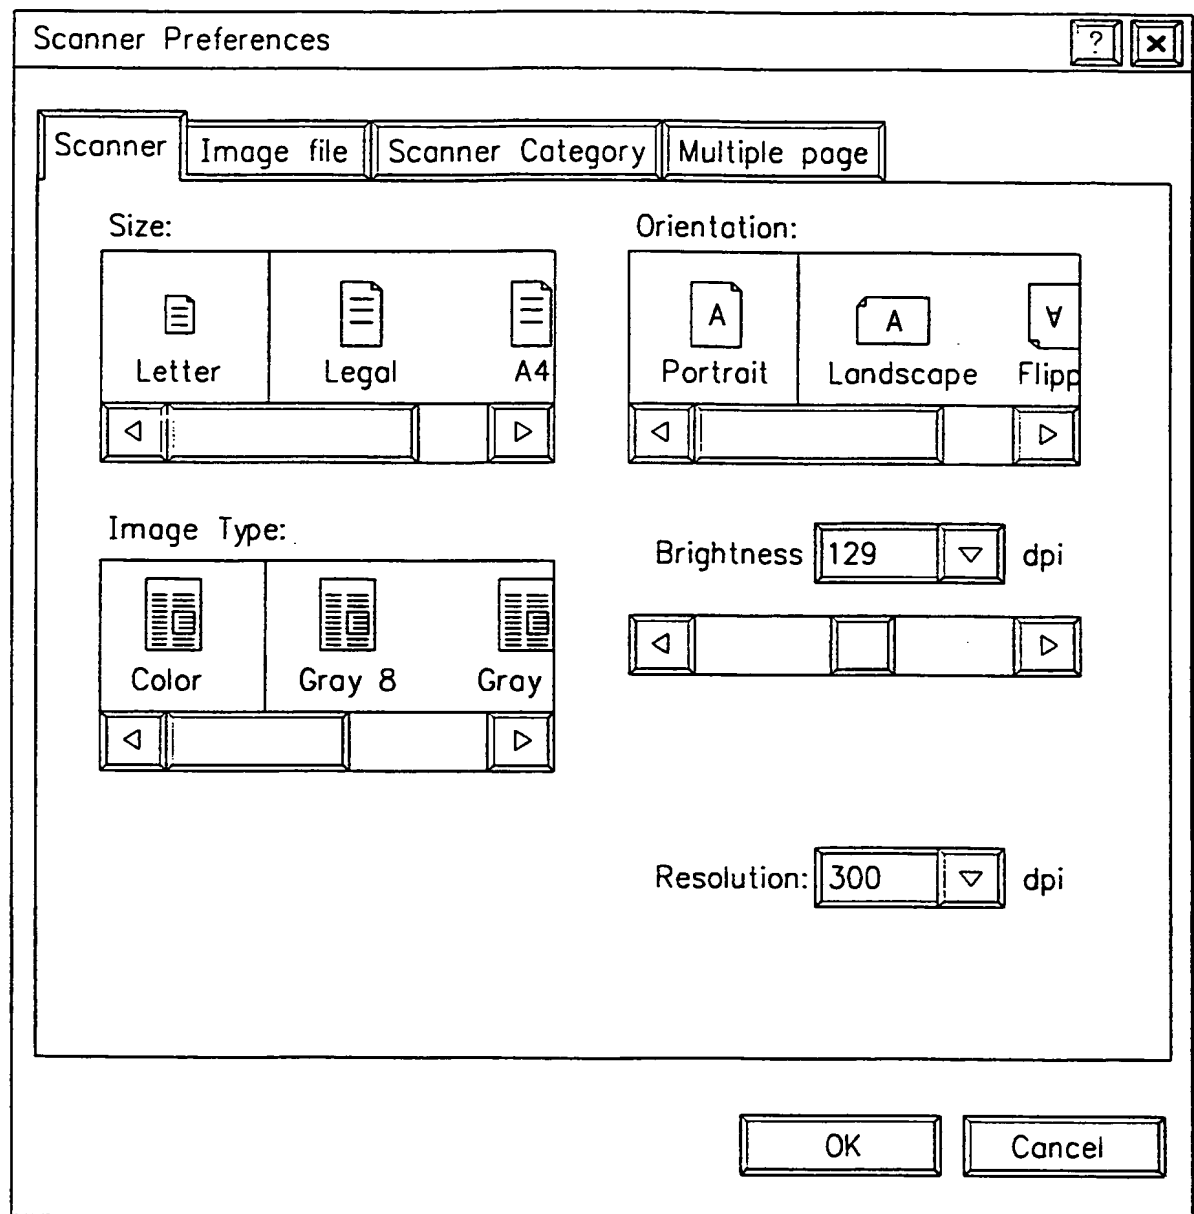 Scanner Preferences ?
Scanner Image file Scanner Category Multiple page
Size:
Letter Legal A4
Orientation:
A A A
Portrait Landscape Flipp
Image Type:
Color Gray 8 Gray
Brightness 129 dpi
Resolution: 300 dpi
OK Cancel